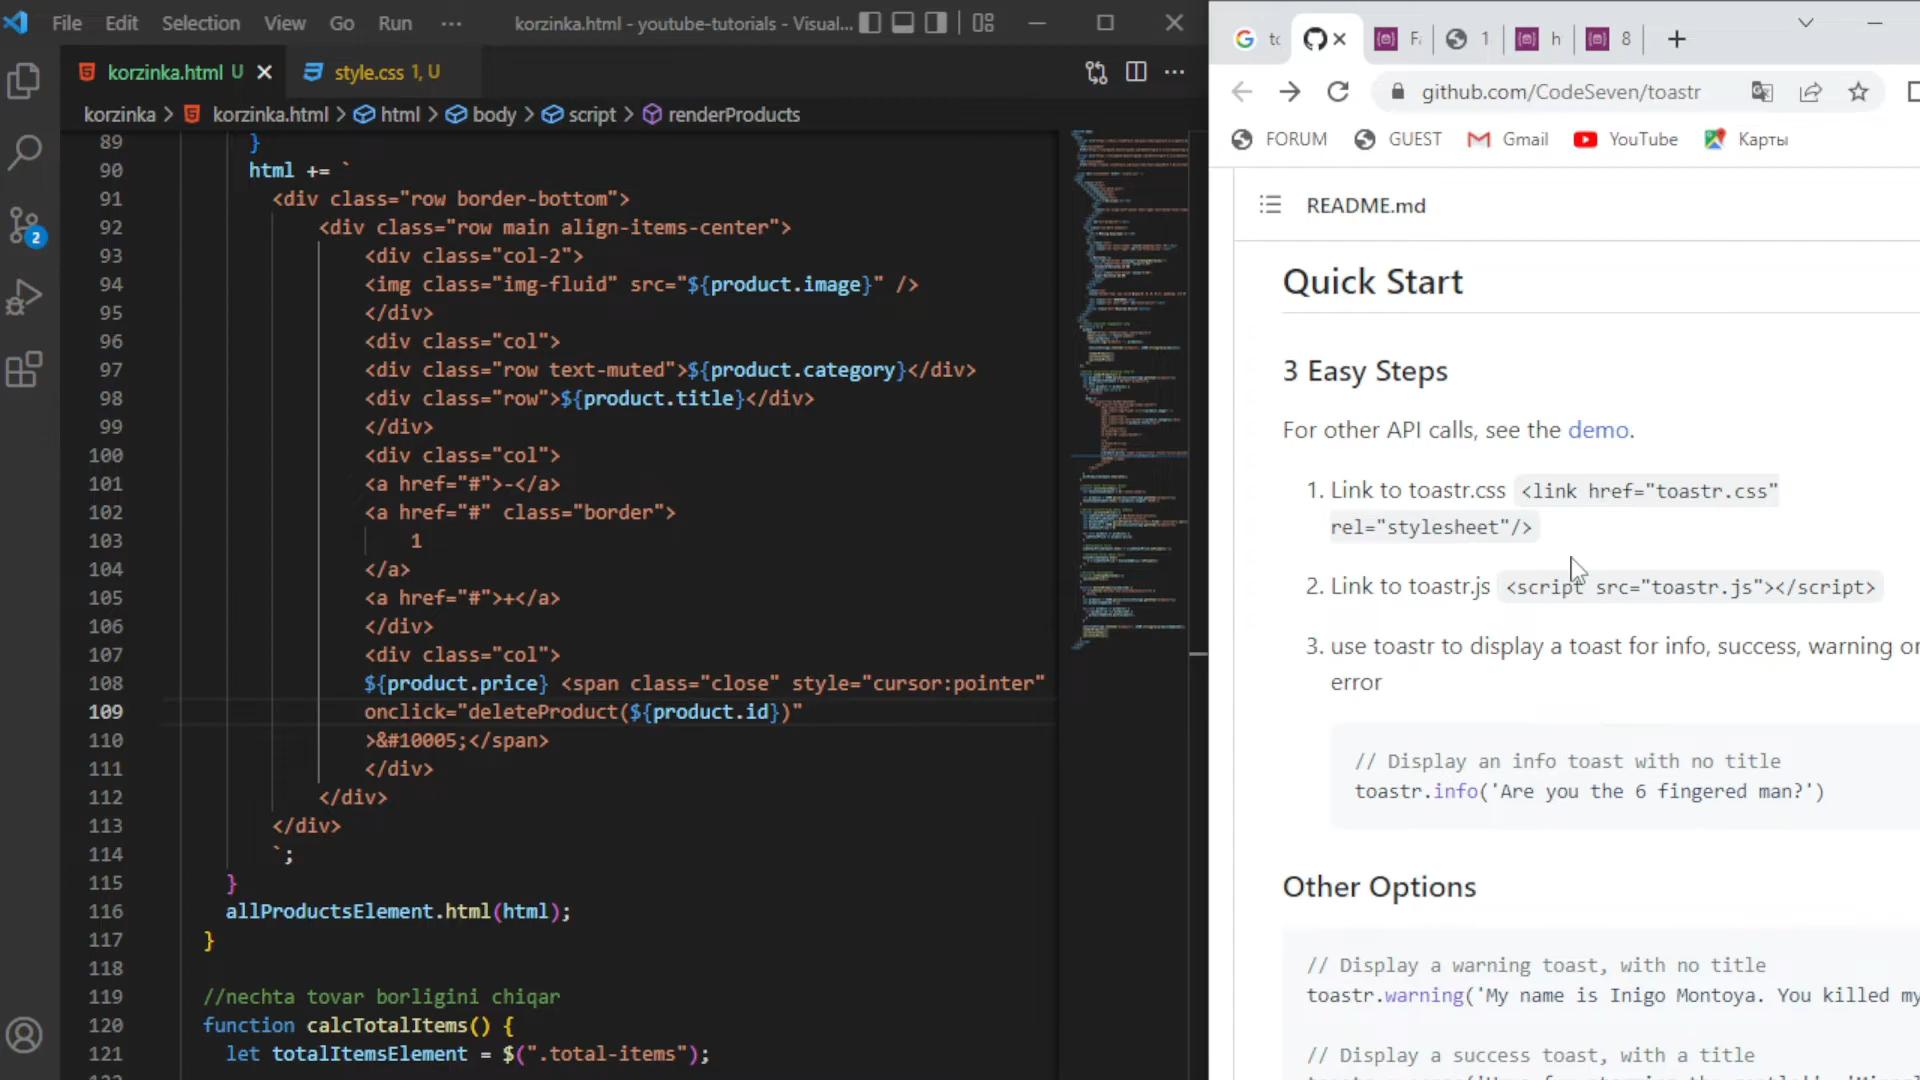 File Edit Selection View Go Run ··· korzinka.html - youtube-tutorials - Visual...
korzinka.html U style.css 1, U
korzinka > korzinka.html > html > body > script > renderProducts
89 }
90 html += `
91 <div class="row border-bottom">
92 <div class="row main align-items-center">
93 <div class="col-2">
94 <img class="img-fluid" src="${product.image}" />
95 </div>
96 <div class="col">
97 <div class="row text-muted">${product.category}</div>
98 <div class="row">${product.title}</div>
99 </div>
100 <div class="col">
101 <a href="#">-</a>
102 <a href="#" class="border">
103 1
104 </a>
105 <a href="#">+</a>
106 </div>
107 <div class="col">
108 ${product.price} <span class="close" style="cursor:pointer"
109 onclick="deleteProduct(${product.id})"
110 >&#10005;</span>
111 </div>
112 </div>
113 </div>
114 `;
115 }
116 allProductsElement.html(html);
117 }
118
119 //nechta tovar borligini chiqar
120 function calcTotalItems() {
121 let totalItemsElement = $(".total-items");
2
1 h 8
github.com/CodeSeven/toastr
FORUM GUEST Gmail YouTube Карты
README.md
Quick Start
3 Easy Steps
For other API calls, see the demo.
1. Link to toastr.css <link href="toastr.css"
rel="stylesheet"/>
2. Link to toastr.js <script src="toastr.js"></script>
3. use toastr to display a toast for info, success, warning or
error
// Display an info toast with no title
toastr.info('Are you the 6 fingered man?')
Other Options
// Display a warning toast, with no title
toastr.warning('My name is Inigo Montoya. You killed my
// Display a success toast, with a title